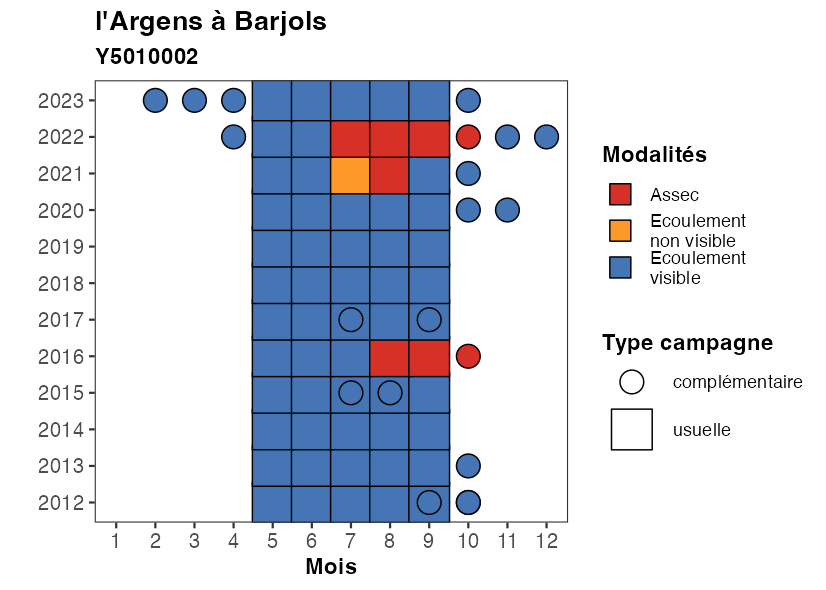 l'Argens à Barjols
Y5010002
2023
2022
2021
2020
2019
2018
2017
2016
2015
2014
2013
2012
1 2 3 4 5 6 7 8 9 10 11 12
Mois
Modalités
Assec
Ecoulement
non visible
Ecoulement
visible
Type campagne
complémentaire
usuelle